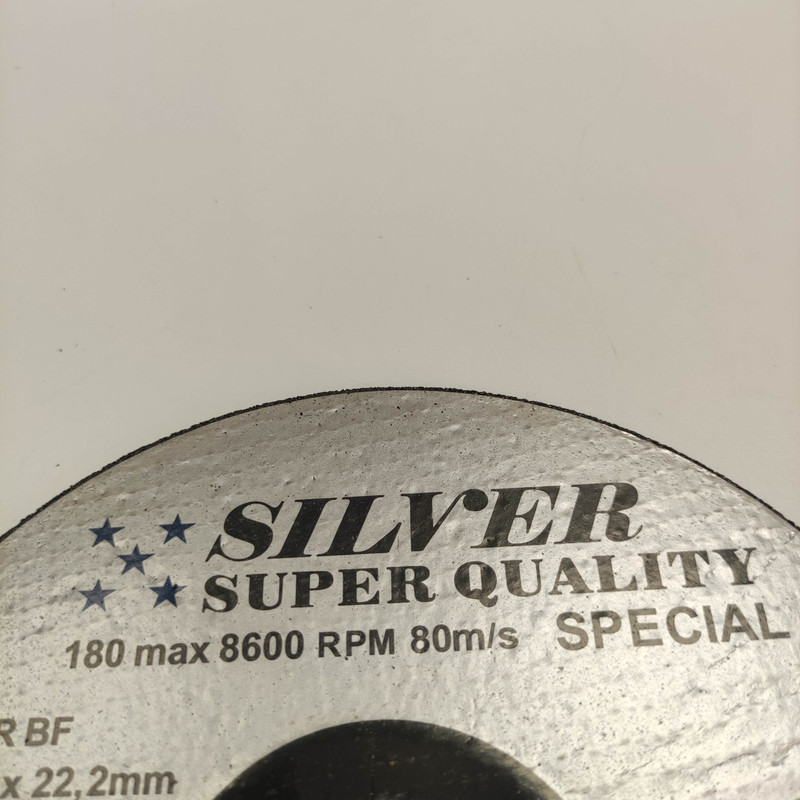 SILVER
SUPER QUALITY
180 max 8600 RPM 80m/s SPECIAL
R BF
x 22,2mm